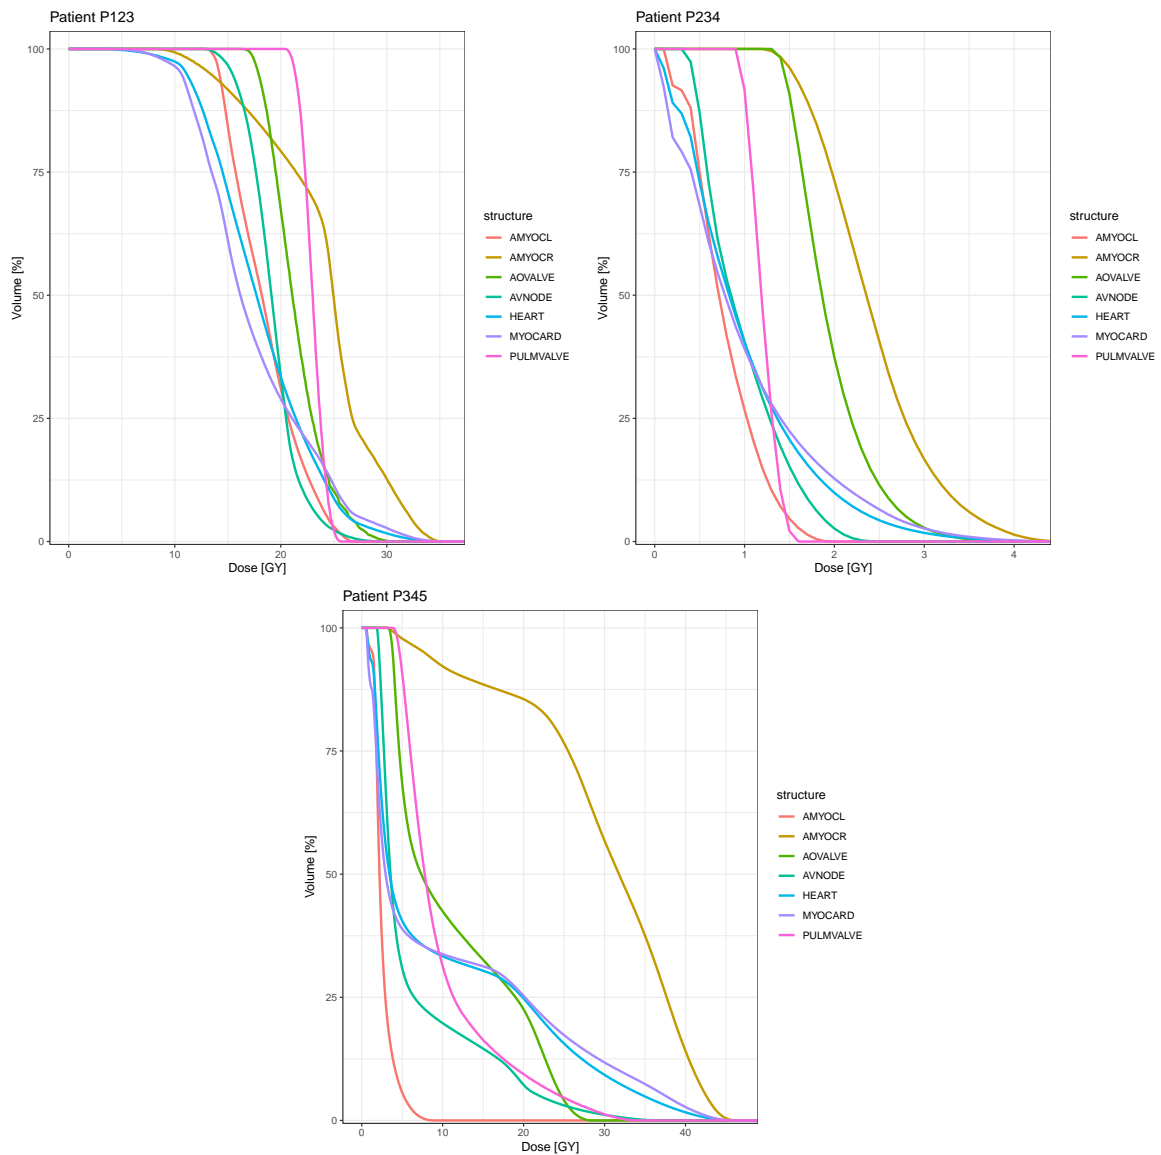 Patient P123
Volume [%]
100
75
50
25
0
0 10 20 30
Dose [GY]
structure
AMYOCL
AMYOCR
AOVALVE
AVNODE
HEART
MYOCARD
PULMVALVE
Patient P234
Volume [%]
100
75
50
25
0
0 1 2 3 4
Dose [GY]
structure
AMYOCL
AMYOCR
AOVALVE
AVNODE
HEART
MYOCARD
PULMVALVE
Patient P345
Volume [%]
100
75
50
25
0
0 10 20 30 40
Dose [GY]
structure
AMYOCL
AMYOCR
AOVALVE
AVNODE
HEART
MYOCARD
PULMVALVE